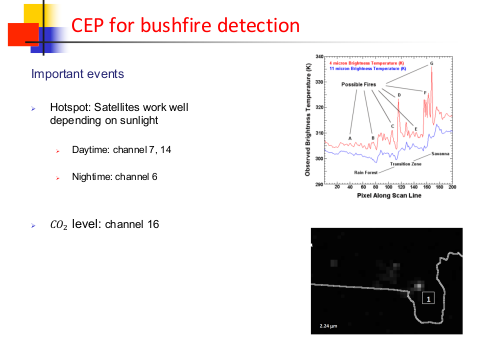 CEP for bushfire detection
Important events
Hotspot: Satellites work well
depending on sunlight
Daytime: channel 7, 14
Nightime: channel 6
𝐶𝑂₂ level: channel 16
4 micron Brightness Temperature (K)
11 micron Brightness Temperature (K)
Possible Fires
A
B
C
D
E
F
G
Rain Forest
Transition Zone
Savanna
Observed Brightness Temperature (K)
340
330
320
310
300
290
0 20 40 60 80 100 120 140 160 180 200
Pixel Along Scan Line
1
2.24 µm